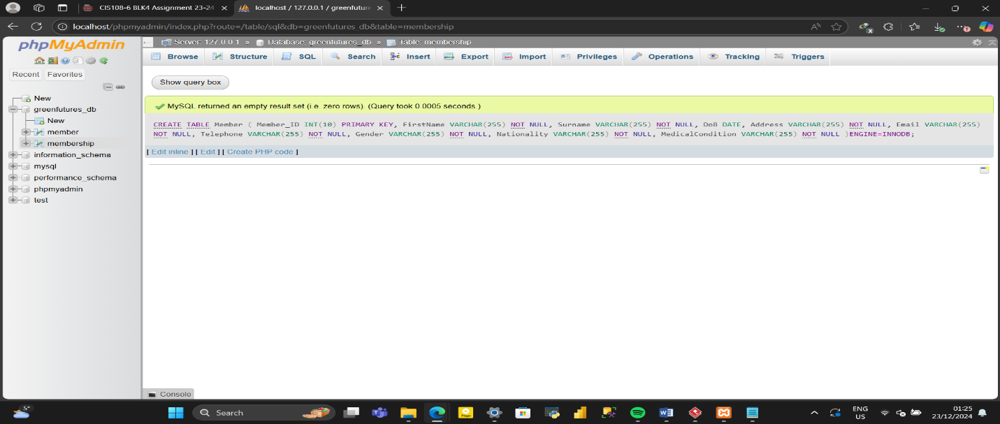 CIS108-6 BLK4 Assignment 23-24
localhost / 127.0.0.1 / greenfuture
localhost/phpmyadmin/index.php?route=/table/sql&db=greenfutures_db&table=membership
phpMyAdmin
Recent Favorites
New
greenfutures_db
New
member
membership
information_schema
mysql
performance_schema
phpmyadmin
test
Server: 127.0.0.1 » Database: greenfutures_db » Table: membership
Browse Structure SQL Search Insert Export Import Privileges Operations Tracking Triggers
Show query box
MySQL returned an empty result set (i.e. zero rows). (Query took 0.0005 seconds.)
CREATE TABLE Member ( Member_ID INT(10) PRIMARY KEY, FirstName VARCHAR(255) NOT NULL, Surname VARCHAR(255) NOT NULL, DoB DATE, Address VARCHAR(255) NOT NULL, Email VARCHAR(255)
NOT NULL, Telephone VARCHAR(255) NOT NULL, Gender VARCHAR(255) NOT NULL, Nationality VARCHAR(255) NOT NULL, MedicalCondition VARCHAR(255) NOT NULL )ENGINE=INNODB;
[ Edit inline ] [ Edit ] [ Create PHP code ]
Console
5°
Search
ENG
US
01:25
23/12/2024